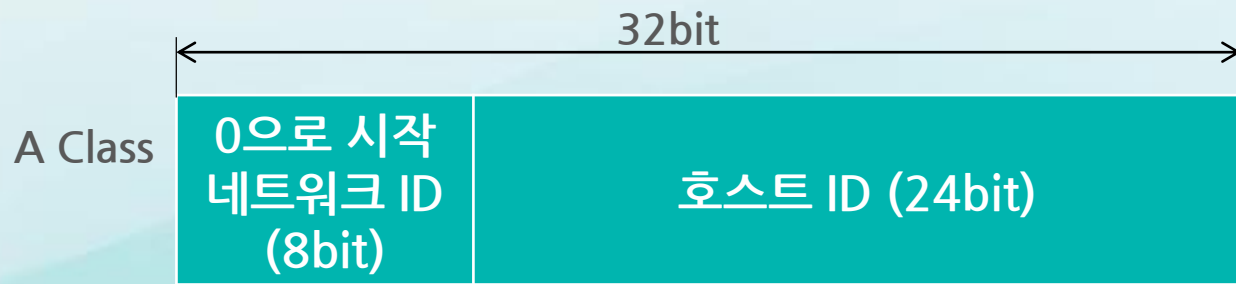 32bit
A Class
0으로 시작
네트워크 ID
(8bit)
호스트 ID (24bit)